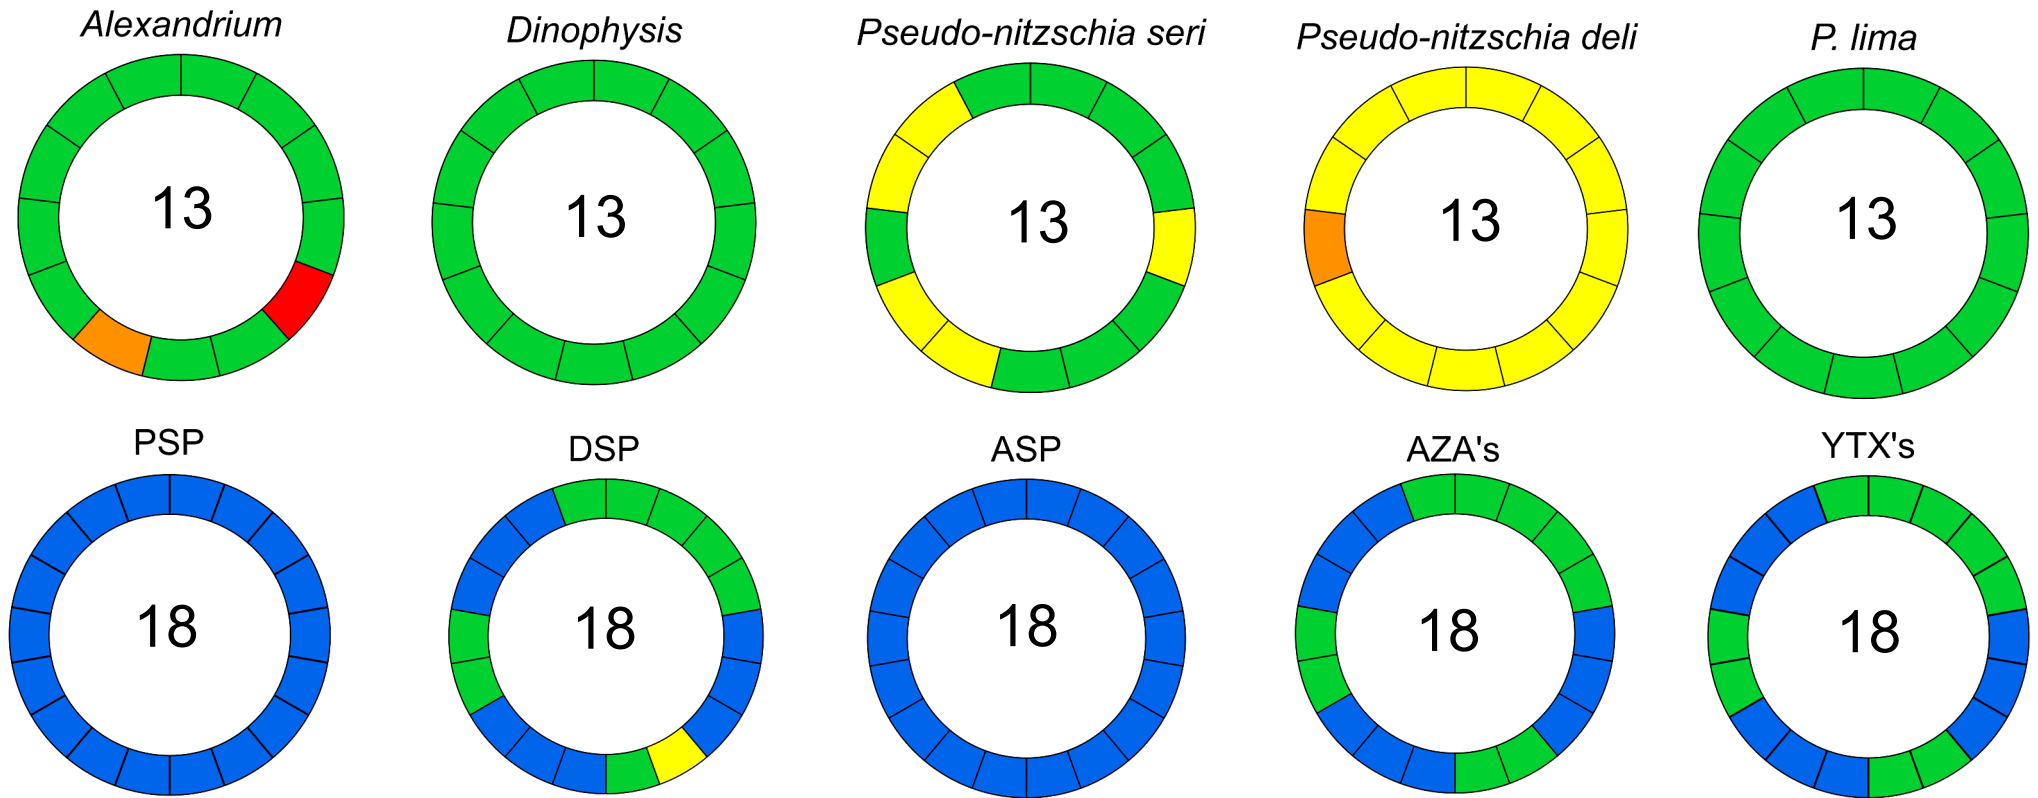 Alexandrium
Dinophysis
Pseudo-nitzschia seri
Pseudo-nitzschia deli
P. lima
13
13
13
13
13
PSP
DSP
ASP
AZA's
YTX's
18
18
18
18
18